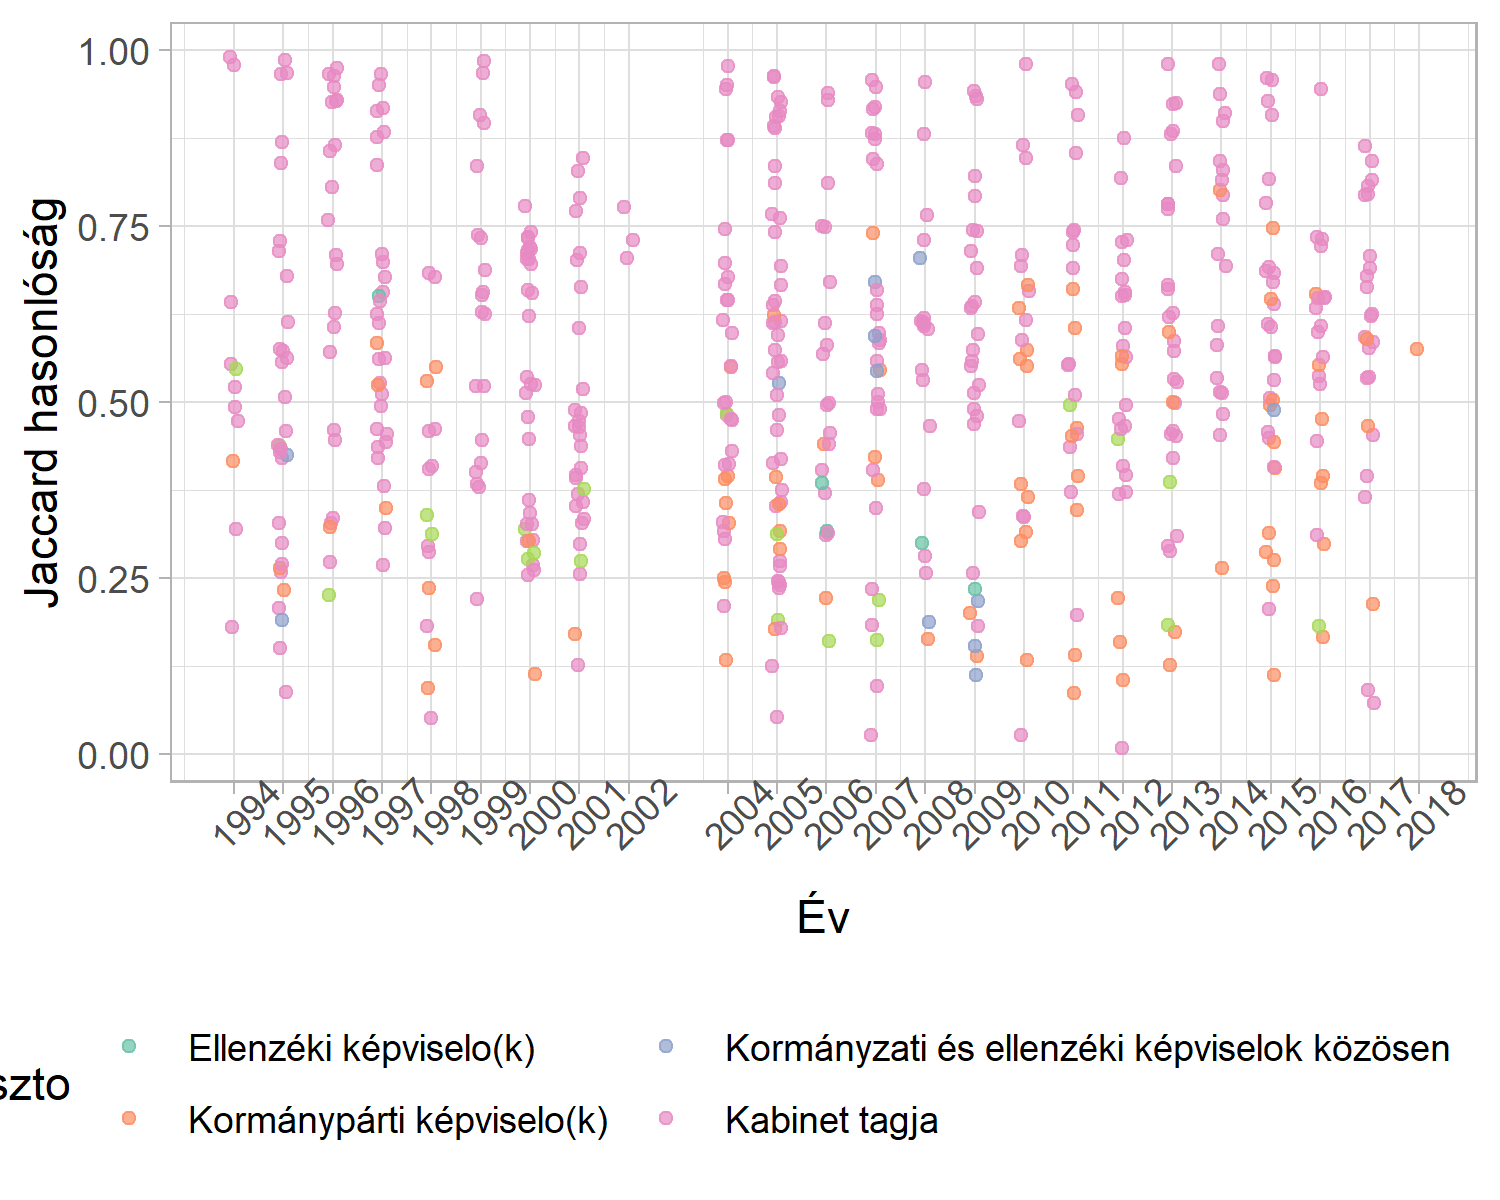 1.00
0.75
0.50
0.25
0.00
Jaccard hasonlóság
1994 1995 1996 1997 1998 1999 2000 2001 2002 2004 2005 2006 2007 2008 2009 2010 2011 2012 2013 2014 2015 2016 2017 2018
Év
szto
Ellenzéki képviselo(k)
Kormányzati és ellenzéki képviselok közösen
Kormánypárti képviselo(k)
Kabinet tagja